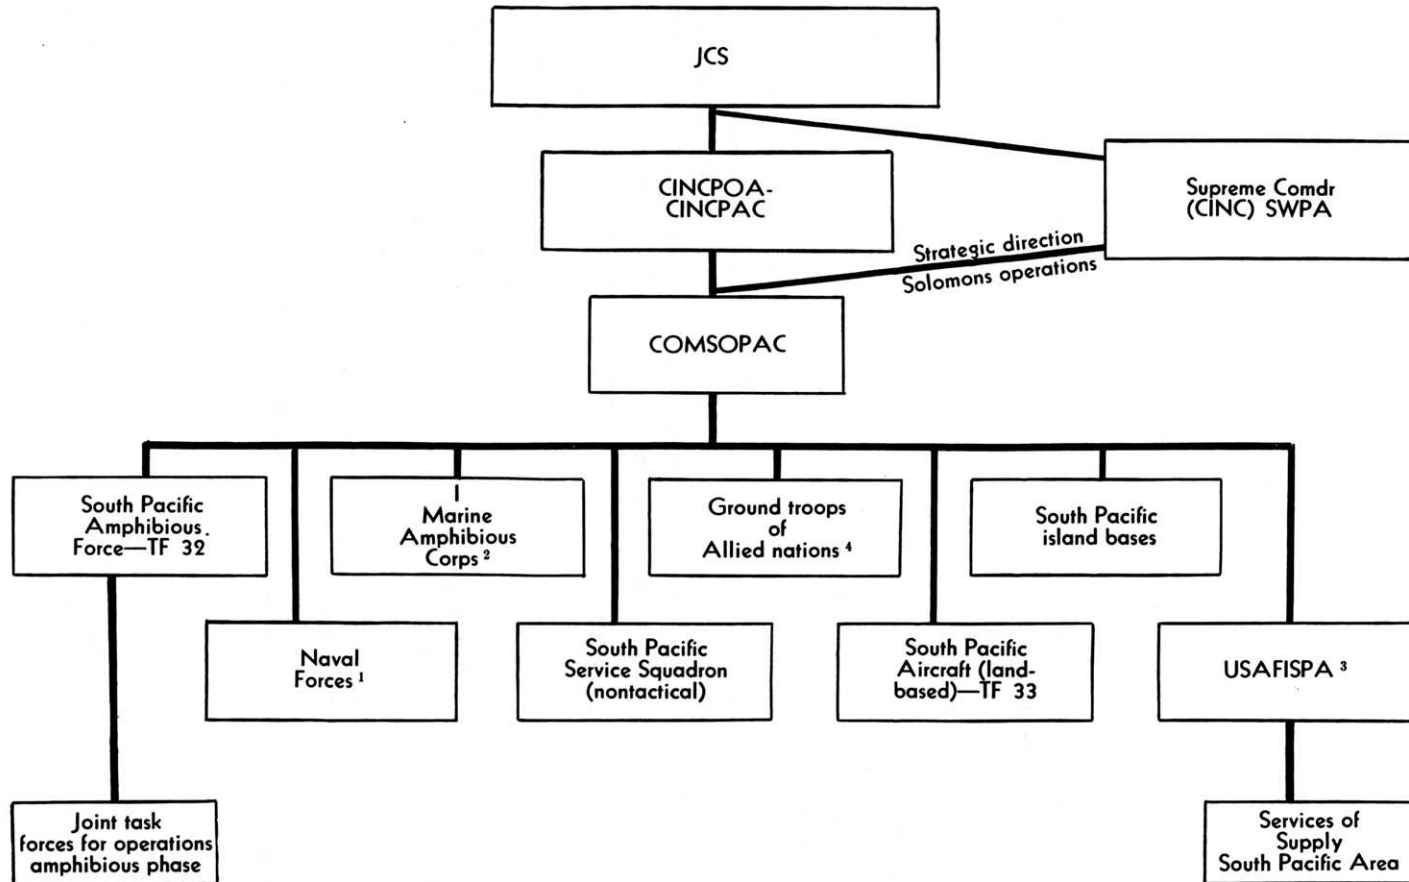 JCS
CINCPOA-
CINCPAC
Supreme Comdr
(CINC) SWPA
Strategic direction
Solomons operations
COMSOPAC
South Pacific
Amphibious
Force—TF 32
I
Marine
Amphibious
Corps ²
Ground troops
of
Allied nations ⁴
South Pacific
island bases
Naval
Forces ¹
South Pacific
Service Squadron
(nontactical)
South Pacific
Aircraft (land-
based)—TF 33
USAFISPA ³
Joint task
forces for operations
amphibious phase
Services of
Supply
South Pacific Area